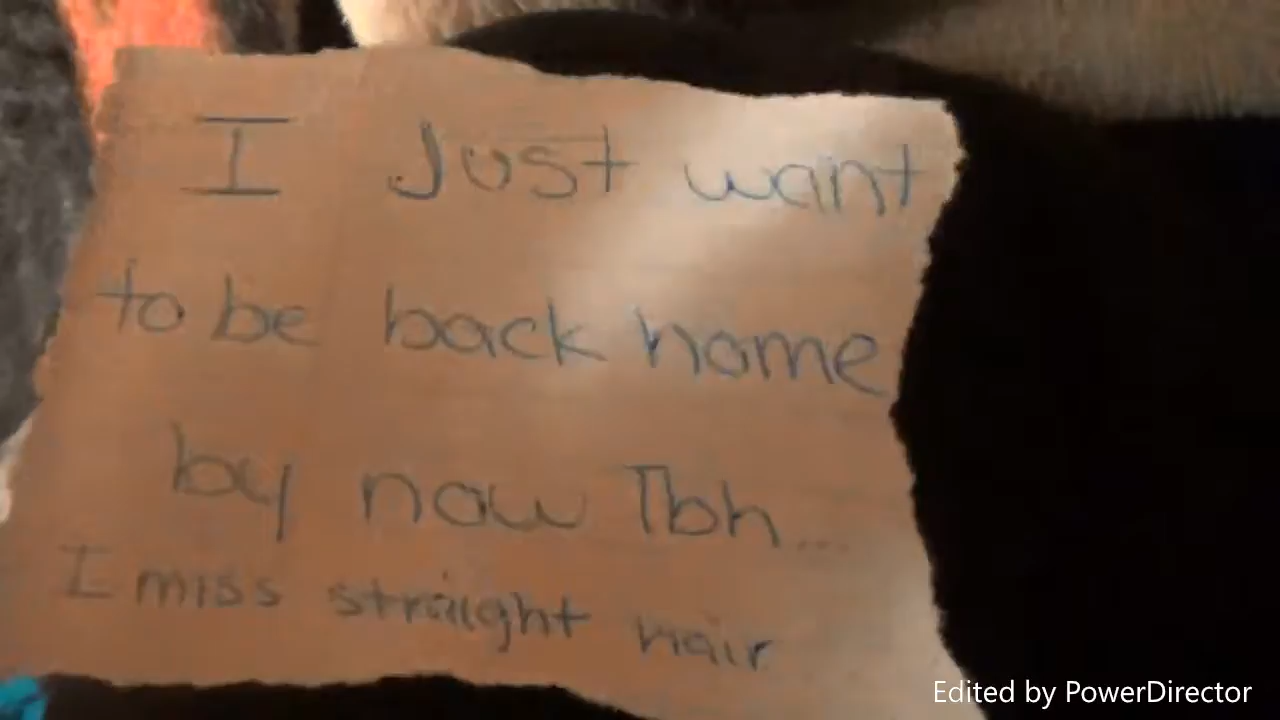 I Just want
to be back home
by now Tbh...
I miss straight hair
Edited by PowerDirector